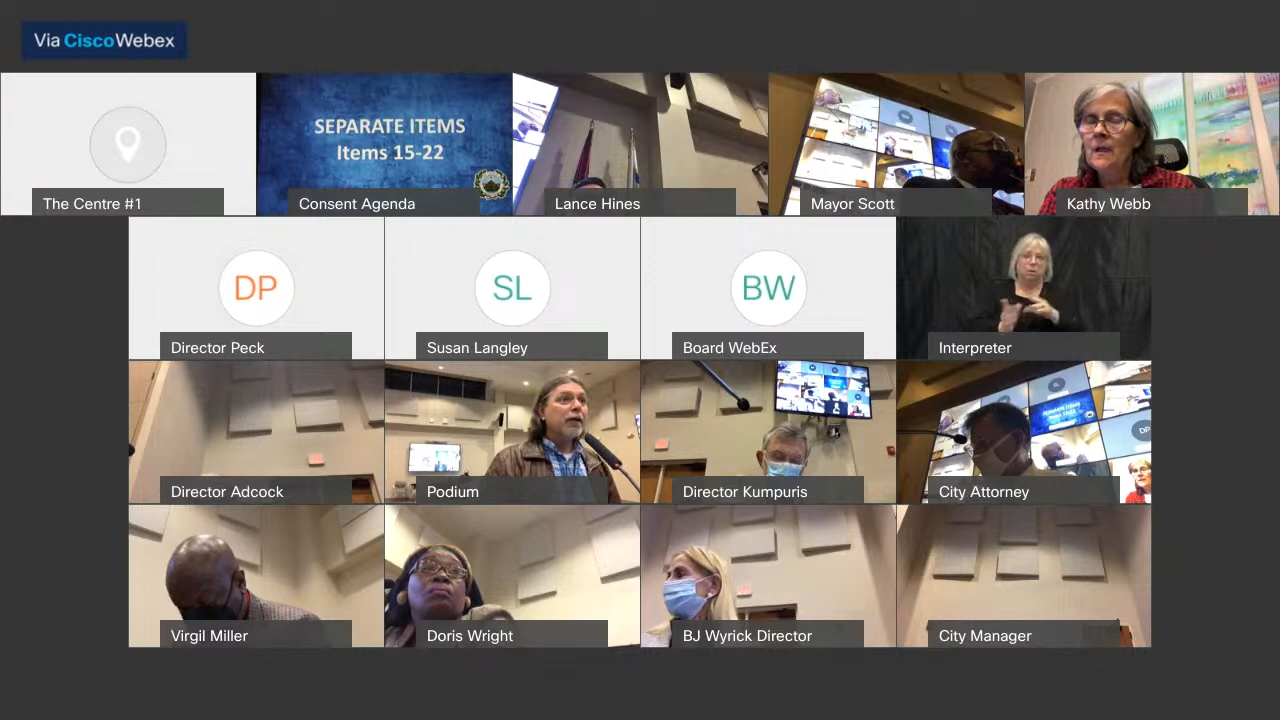 Via Cisco Webex
SEPARATE ITEMS
Items 15-22
The Centre #1
Consent Agenda
Lance Hines
Mayor Scott
Kathy Webb
DP
SL
BW
Director Peck
Susan Langley
Board WebEx
Interpreter
Director Adcock
Podium
Director Kumpuris
City Attorney
Virgil Miller
Doris Wright
BJ Wyrick Director
City Manager